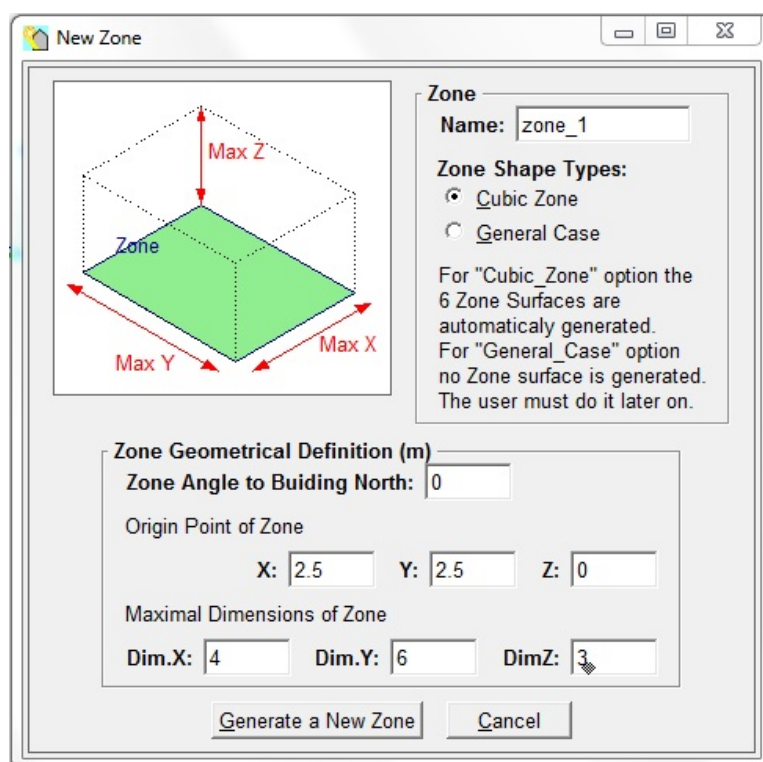 New Zone
Max Z
Zone
Max Y
Max X
Zone
Name: zone_1
Zone Shape Types:
Cubic Zone
General Case
For "Cubic_Zone" option the
6 Zone Surfaces are
automaticaly generated.
For "General_Case" option
no Zone surface is generated.
The user must do it later on.
Zone Geometrical Definition (m)
Zone Angle to Buiding North: 0
Origin Point of Zone
X: 2.5 Y: 2.5 Z: 0
Maximal Dimensions of Zone
Dim.X: 4 Dim.Y: 6 DimZ: 3
Generate a New Zone Cancel